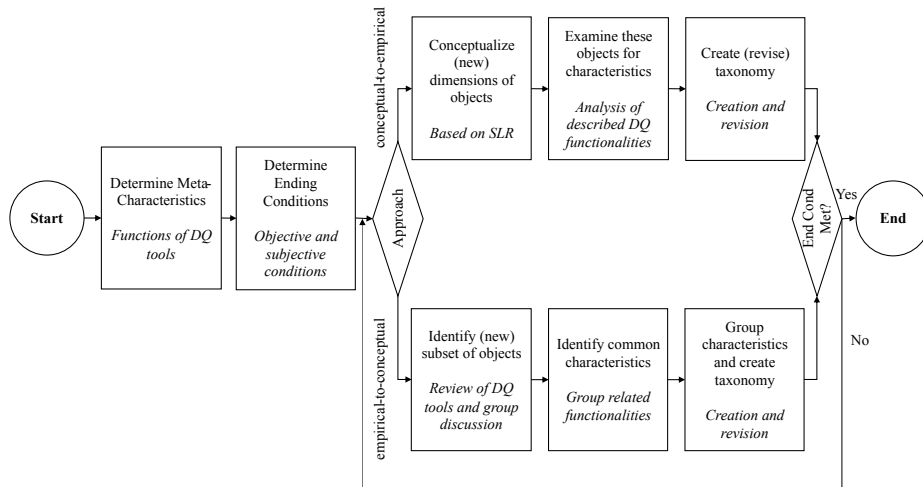 Start
Determine Meta-
Characteristics
Functions of DQ
tools
Determine
Ending
Conditions
Objective and
subjective
conditions
Approach
conceptual-to-empirical
Conceptualize
(new)
dimensions of
objects
Based on SLR
Examine these
objects for
characteristics
Analysis of
described DQ
functionalities
Create (revise)
taxonomy
Creation and
revision
empirical-to-conceptual
Identify (new)
subset of objects
Review of DQ
tools and group
discussion
Identify common
characteristics
Group related
functionalities
Group
characteristics
and create
taxonomy
Creation and
revision
End Cond
Met?
Yes
No
End